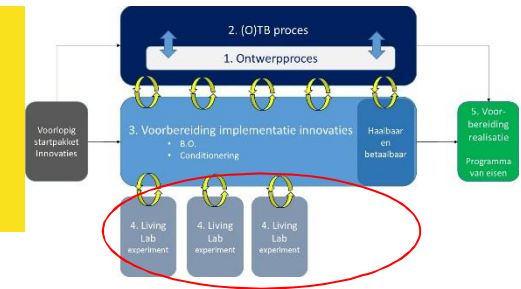 2. (O)TB proces
1. Ontwerpproces
Voorlopig
startpakket
Innovaties
3. Voorbereiding implementatie innovaties
• B.O.
• Conditionering
Haalbaar
en
betaalbaar
5. Voor-
bereiding
realisatie
Programma
van eisen
4. Living
Lab
experiment
4. Living
Lab
experiment
4. Living
Lab
experiment